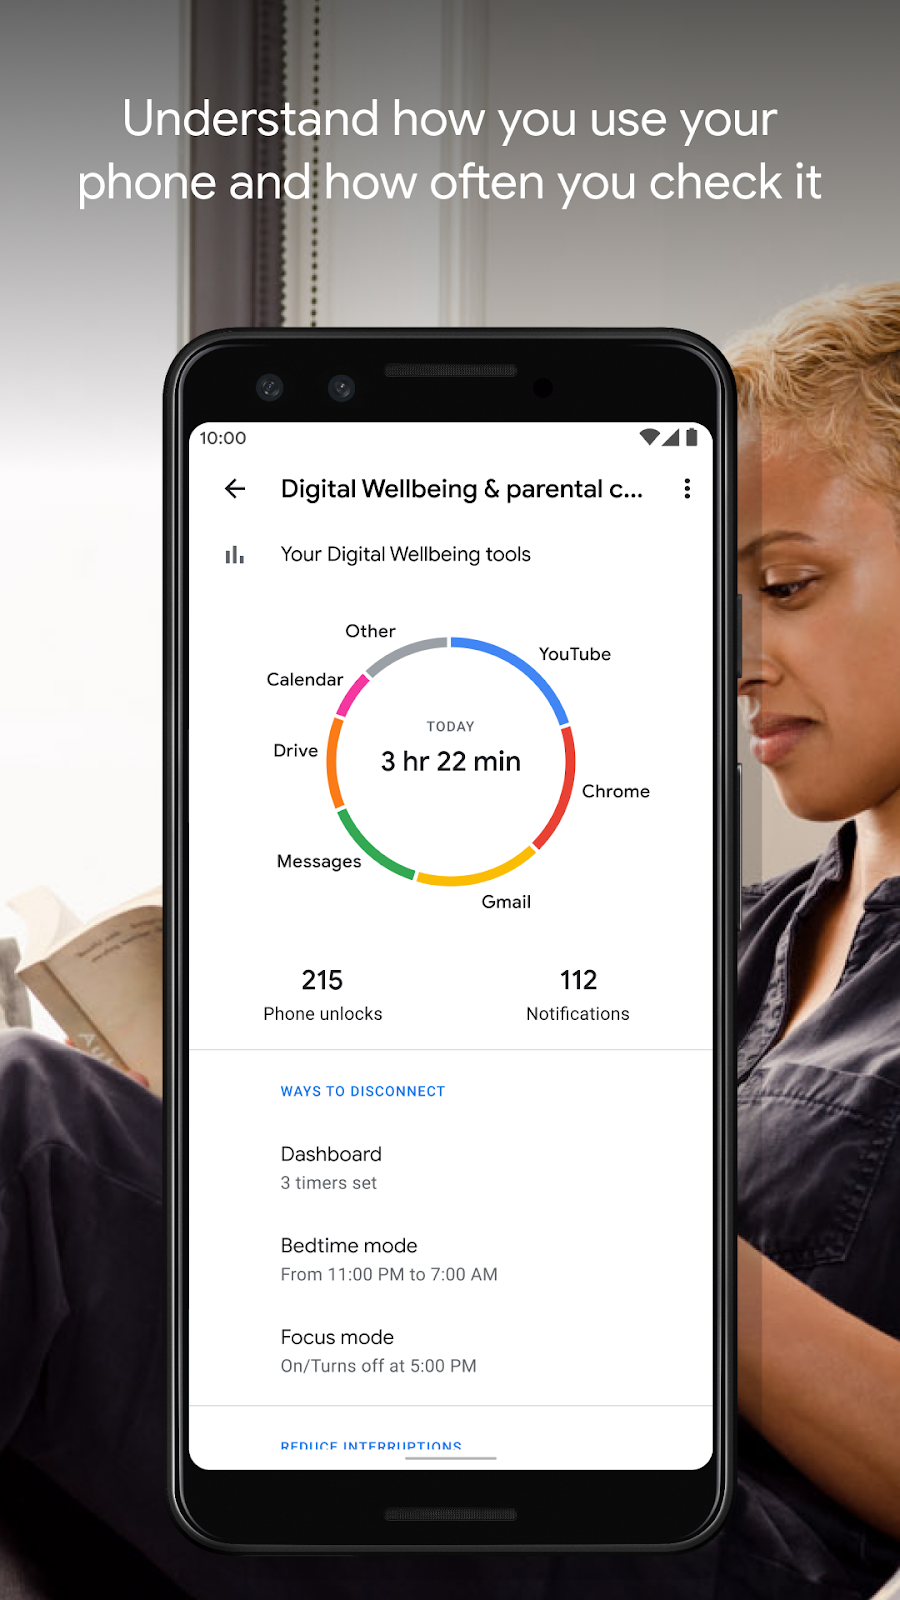 Understand how you use your
phone and how often you check it
10:00
Digital Wellbeing & parental c...
Your Digital Wellbeing tools
Other
YouTube
Calendar
TODAY
Drive
3 hr 22 min
Chrome
Messages
Gmail
215
112
Phone unlocks
Notifications
WAYS TO DISCONNECT
Dashboard
3 timers set
Bedtime mode
From 11:00 PM to 7:00 AM
Focus mode
On/Turns off at 5:00 PM
REDUCE INTERRUPTIONS